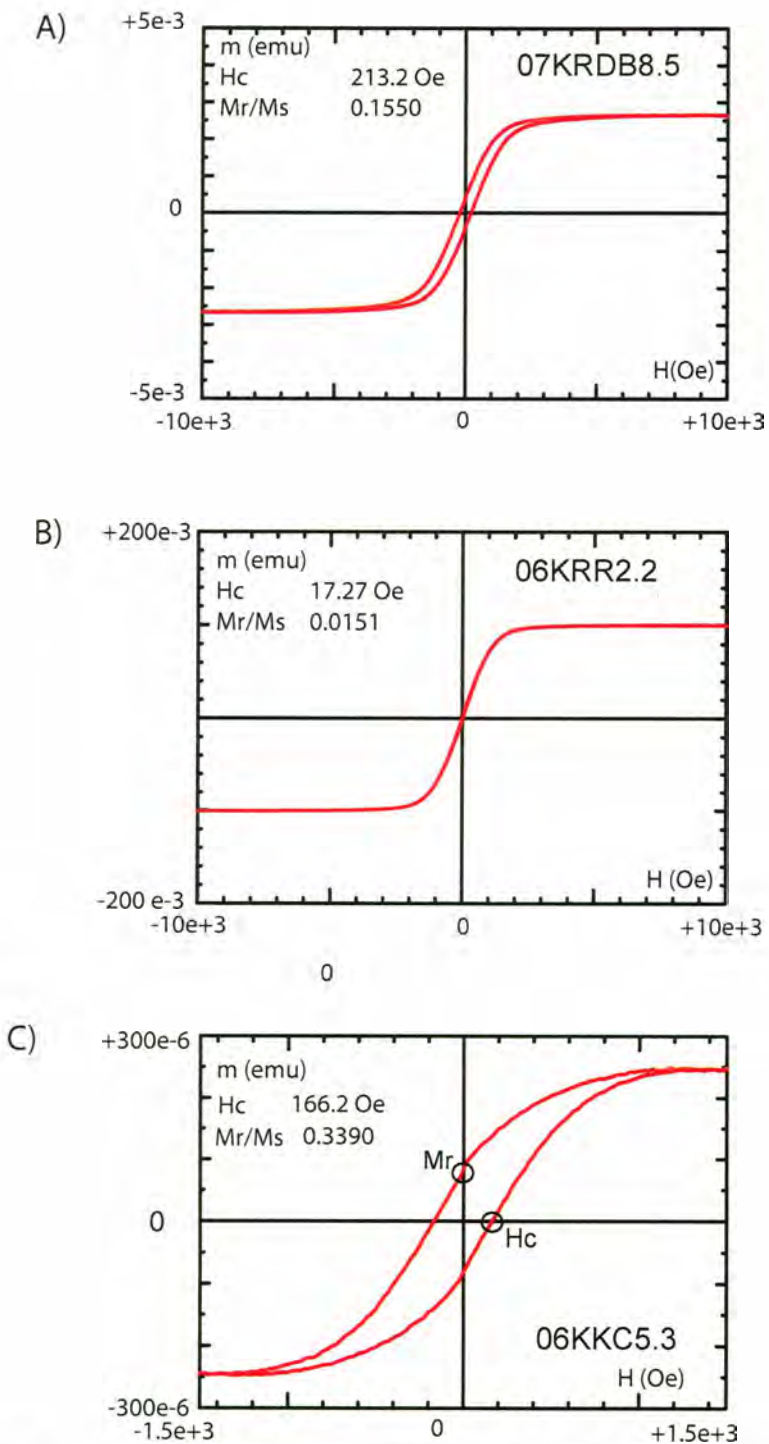 A)
+5e-3
m (emu)
Hc 213.2 Oe
Mr/Ms 0.1550
07KRDB8.5
0
H(Oe)
-5e-3
-10e+3 0 +10e+3
B)
+200e-3
m (emu)
Hc 17.27 Oe
Mr/Ms 0.0151
06KRR2.2
H (Oe)
-200 e-3
-10e+3 0 +10e+3
0
C)
+300e-6
m (emu)
Hc 166.2 Oe
Mr/Ms 0.3390
Mr
0
Hc
06KKC5.3
H (Oe)
-300e-6
-1.5e+3 0 +1.5e+3